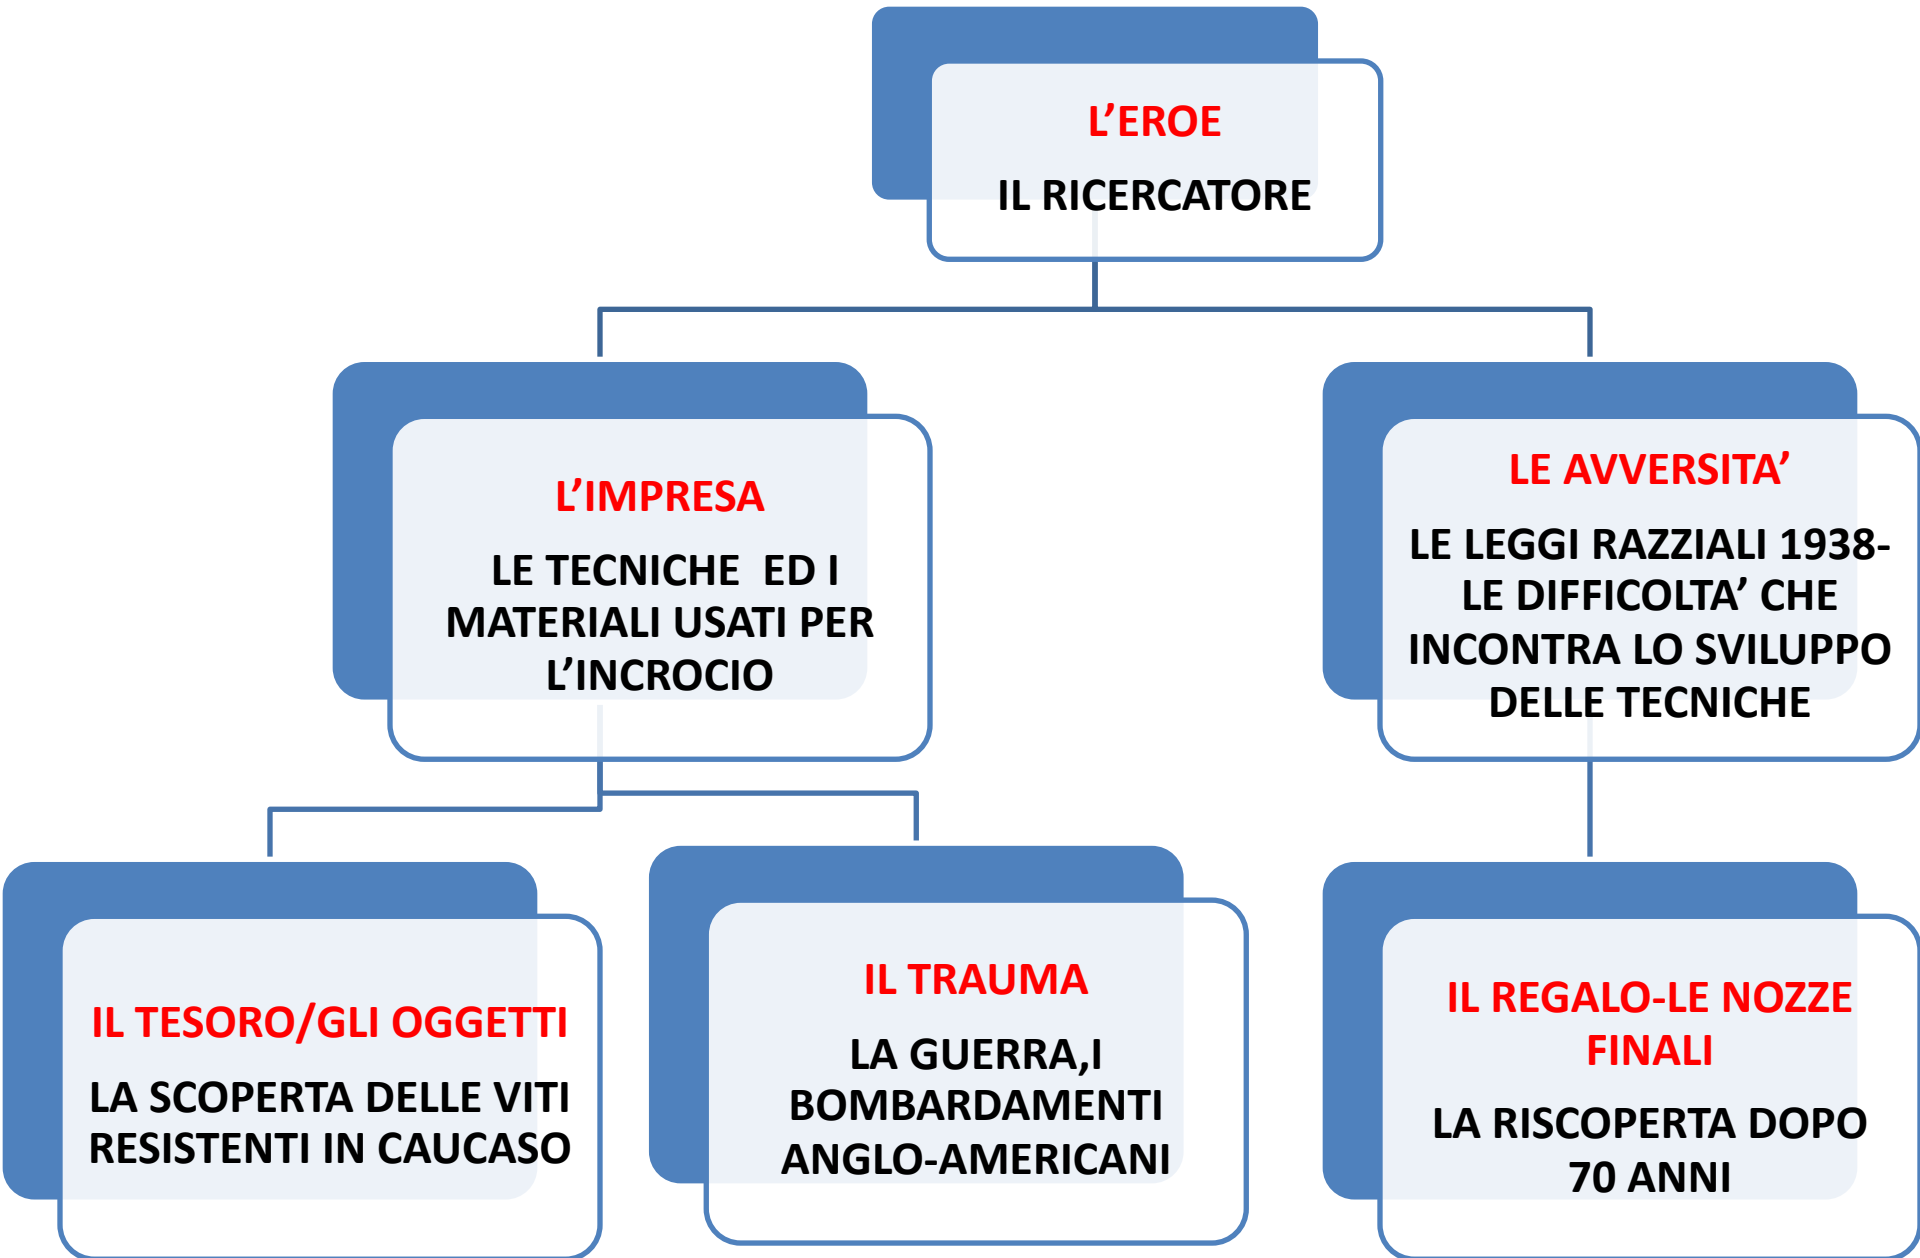 L’EROE
IL RICERCATORE
L’IMPRESA
LE TECNICHE  ED I
MATERIALI USATI PER
L’INCROCIO
LE AVVERSITA’
LE LEGGI RAZZIALI 1938-
LE DIFFICOLTA’ CHE
INCONTRA LO SVILUPPO
DELLE TECNICHE
IL TESORO/GLI OGGETTI
LA SCOPERTA DELLE VITI
RESISTENTI IN CAUCASO
IL TRAUMA
LA GUERRA,I
BOMBARDAMENTI
ANGLO-AMERICANI
IL REGALO-LE NOZZE
FINALI
LA RISCOPERTA DOPO
70 ANNI